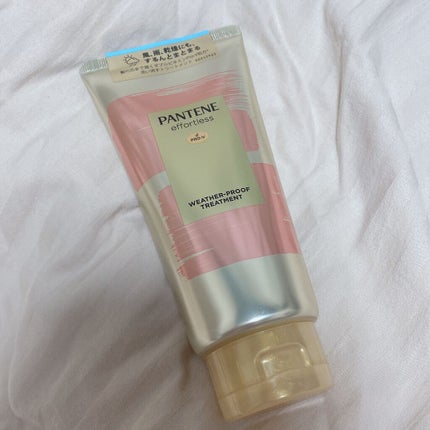 風、雨、乾燥にも、
するんとまとまる
PANTENE
effortless
PRO-V
WEATHER-PROOF
TREATMENT